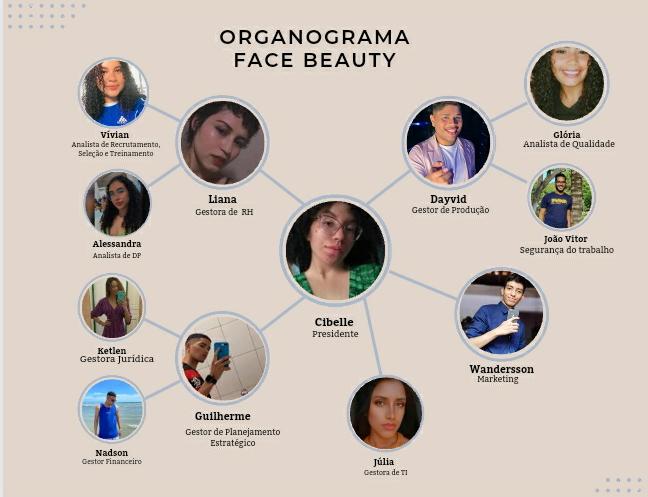 ORGANOGRAMA
FACE BEAUTY
Vívian
Analista de Recrutamento,
Seleção e Treinamento
Liana
Gestora de RH
Alessandra
Analista de DP
Glória
Analista de Qualidade
Dayvid
Gestor de Produção
João Vitor
Segurança do trabalho
Cibelle
Presidente
Ketlen
Gestora Jurídica
Guilherme
Gestor de Planejamento
Estratégico
Nadson
Gestor Financeiro
Wandersson
Marketing
Júlia
Gestora de TI